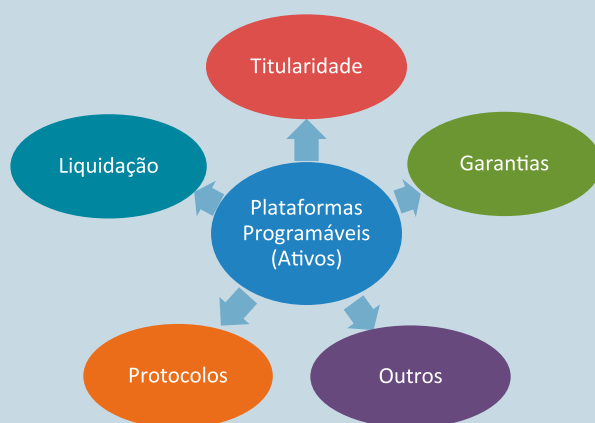 Titularidade
Liquidação
Garantias
Plataformas
Programáveis
(Ativos)
Protocolos
Outros